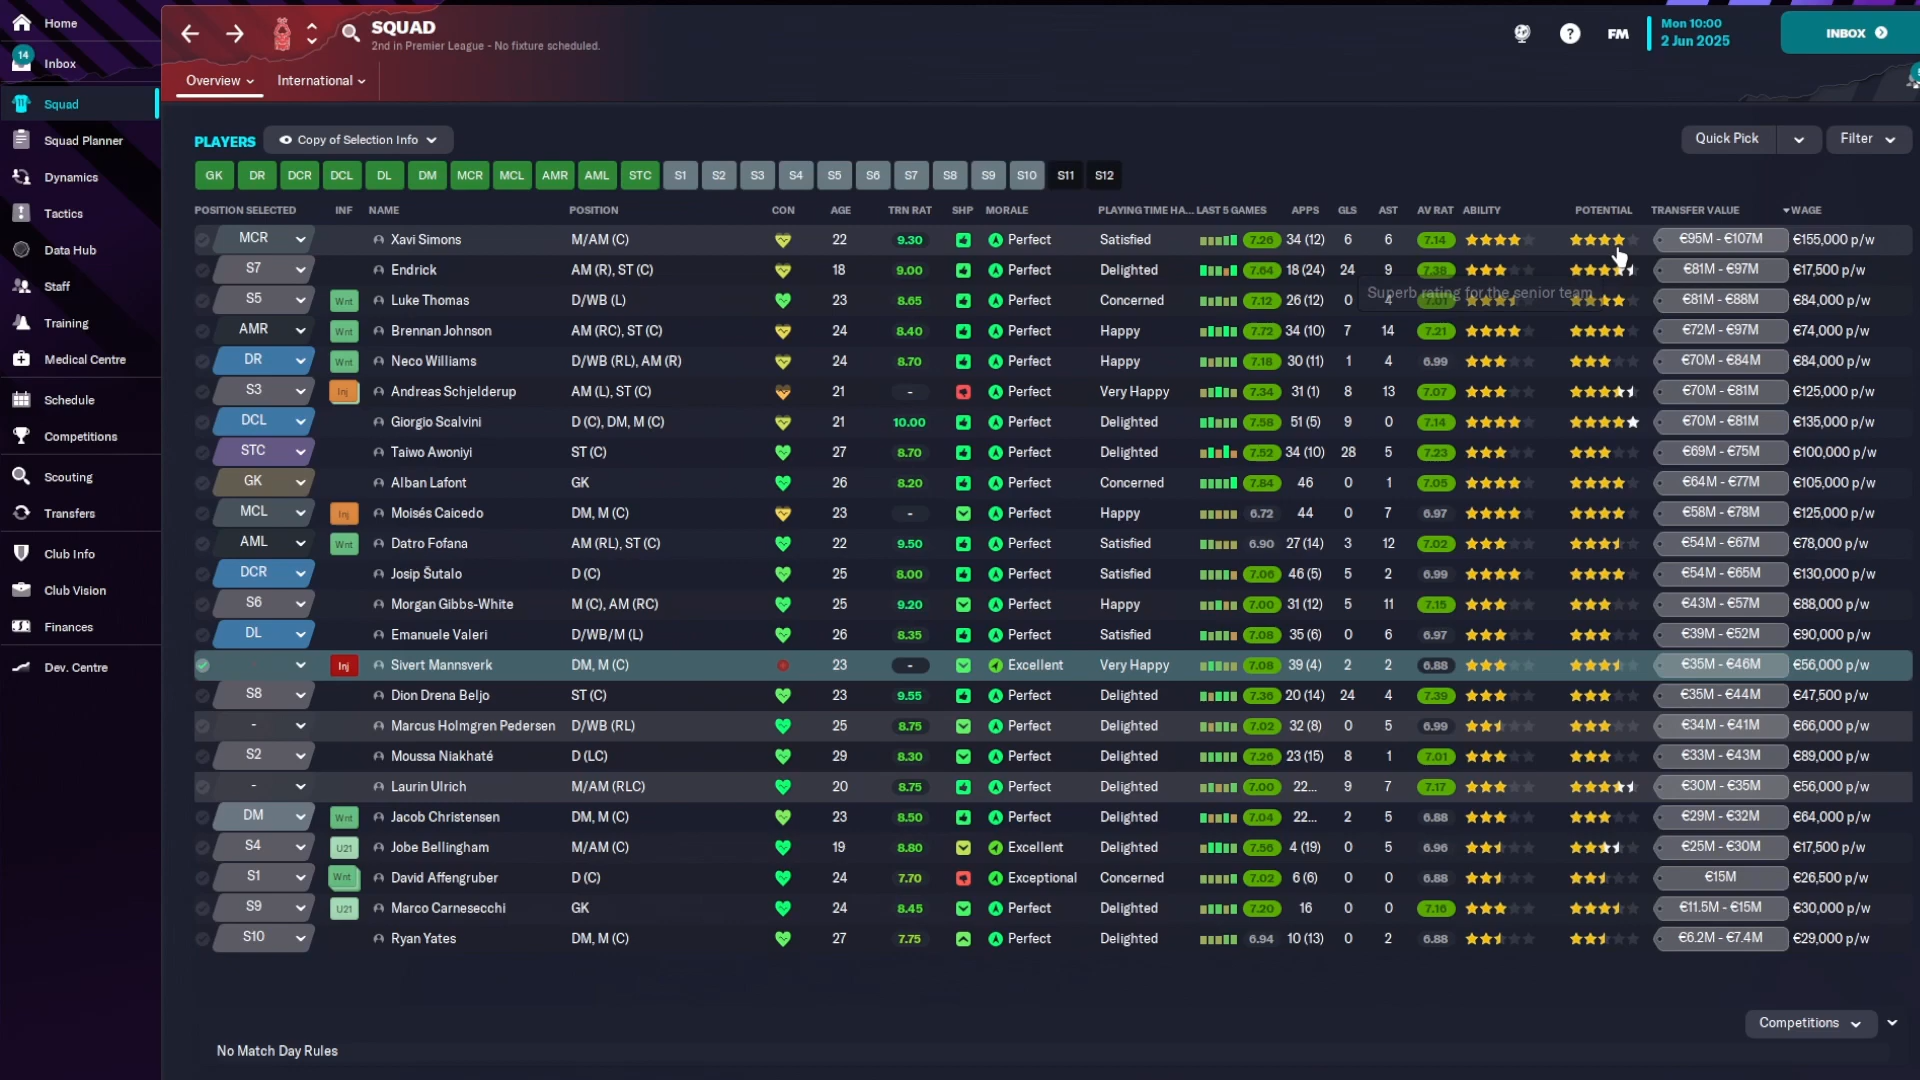 Home
14
Inbox
Squad
Squad Planner
Dynamics
Tactics
Data Hub
Staff
Training
Medical Centre
Schedule
Competitions
Scouting
Transfers
Club Info
Club Vision
Finances
Dev. Centre
SQUAD
2nd in Premier League - No fixture scheduled.
? FM Mon 10:00
2 Jun 2025
INBOX
Overview International
PLAYERS Copy of Selection Info Quick Pick Filter
GK DR DCR DCL DL DM MCR MCL AMR AML STC S1 S2 S3 S4 S5 S6 S7 S8 S9 S10 S11 S12
POSITION SELECTED INF NAME POSITION CON AGE TRN RAT SHP MORALE PLAYING TIME HA... LAST 5 GAMES APPS GLS AST AV RAT ABILITY POTENTIAL TRANSFER VALUE WAGE
MCR Xavi Simons M/AM (C) 22 9.30 Perfect Satisfied 7.26 34 (12) 6 6 7.14 €95M - €107M €155,000 p/w
S7 Endrick AM (R), ST (C) 18 9.00 Perfect Delighted 7.64 18 (24) 24 9 7.38 €81M - €97M €17,500 p/w
Superb rating for the senior team
S5 Wnt Luke Thomas D/WB (L) 23 8.65 Perfect Concerned 7.12 26 (12) 0 4 7.01 €81M - €88M €84,000 p/w
AMR Wnt Brennan Johnson AM (RC), ST (C) 24 8.40 Perfect Happy 7.72 34 (10) 7 14 7.21 €72M - €97M €74,000 p/w
DR Wnt Neco Williams D/WB (RL), AM (R) 24 8.70 Perfect Happy 7.18 30 (11) 1 4 6.99 €70M - €84M €84,000 p/w
S3 Inj Andreas Schjelderup AM (L), ST (C) 21 - Perfect Very Happy 7.34 31 (1) 8 13 7.07 €70M - €81M €125,000 p/w
DCL Giorgio Scalvini D (C), DM, M (C) 21 10.00 Perfect Delighted 7.58 51 (5) 9 0 7.14 €70M - €81M €135,000 p/w
STC Taiwo Awoniyi ST (C) 27 8.70 Perfect Delighted 7.52 34 (10) 28 5 7.23 €69M - €75M €100,000 p/w
GK Alban Lafont GK 26 8.20 Perfect Concerned 7.84 46 0 1 7.05 €64M - €77M €105,000 p/w
MCL Inj Moisés Caicedo DM, M (C) 23 - Perfect Happy 6.72 44 0 7 6.97 €58M - €78M €125,000 p/w
AML Wnt Datro Fofana AM (RL), ST (C) 22 9.50 Perfect Satisfied 6.90 27 (14) 3 12 7.02 €54M - €67M €78,000 p/w
DCR Josip Šutalo D (C) 25 8.00 Perfect Satisfied 7.06 46 (5) 5 2 6.99 €54M - €65M €130,000 p/w
S6 Morgan Gibbs-White M (C), AM (RC) 25 9.20 Perfect Happy 7.00 31 (12) 5 11 7.15 €43M - €57M €88,000 p/w
DL Emanuele Valeri D/WB/M (L) 26 8.35 Perfect Satisfied 7.08 35 (6) 0 6 6.97 €39M - €52M €90,000 p/w
Inj Sivert Mannsverk DM, M (C) 23 - Excellent Very Happy 7.08 39 (4) 2 2 6.88 €35M - €46M €56,000 p/w
S8 Dion Drena Beljo ST (C) 23 9.55 Perfect Delighted 7.36 20 (14) 24 4 7.39 €35M - €44M €47,500 p/w
- Marcus Holmgren Pedersen D/WB (RL) 25 8.75 Perfect Delighted 7.02 32 (8) 0 5 6.99 €34M - €41M €66,000 p/w
S2 Moussa Niakhaté D (LC) 29 8.30 Perfect Delighted 7.26 23 (15) 8 1 7.01 €33M - €43M €89,000 p/w
- Laurin Ulrich M/AM (RLC) 20 8.75 Perfect Delighted 7.00 22... 9 7 7.17 €30M - €35M €56,000 p/w
DM Wnt Jacob Christensen DM, M (C) 23 8.50 Perfect Delighted 7.04 22... 2 5 6.88 €29M - €32M €64,000 p/w
S4 U21 Jobe Bellingham M/AM (C) 19 8.80 Excellent Delighted 7.56 4 (19) 0 5 6.96 €25M - €30M €17,500 p/w
S1 Wnt David Affengruber D (C) 24 7.70 Exceptional Concerned 7.02 6 (6) 0 0 6.88 €15M €26,500 p/w
S9 U21 Marco Carnesecchi GK 24 8.45 Perfect Delighted 7.20 16 0 0 7.16 €11.5M - €15M €30,000 p/w
S10 Ryan Yates DM, M (C) 27 7.75 Perfect Delighted 6.94 10 (13) 0 2 6.88 €6.2M - €7.4M €29,000 p/w
Competitions
No Match Day Rules